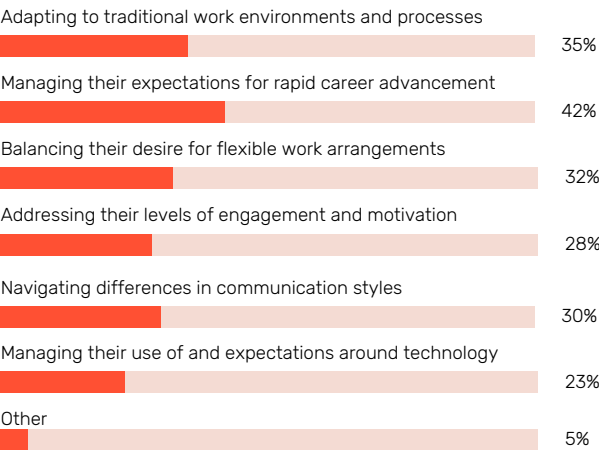 Adapting to traditional work environments and processes
35%
Managing their expectations for rapid career advancement
42%
Balancing their desire for flexible work arrangements
32%
Addressing their levels of engagement and motivation
28%
Navigating differences in communication styles
30%
Managing their use of and expectations around technology
23%
Other
5%